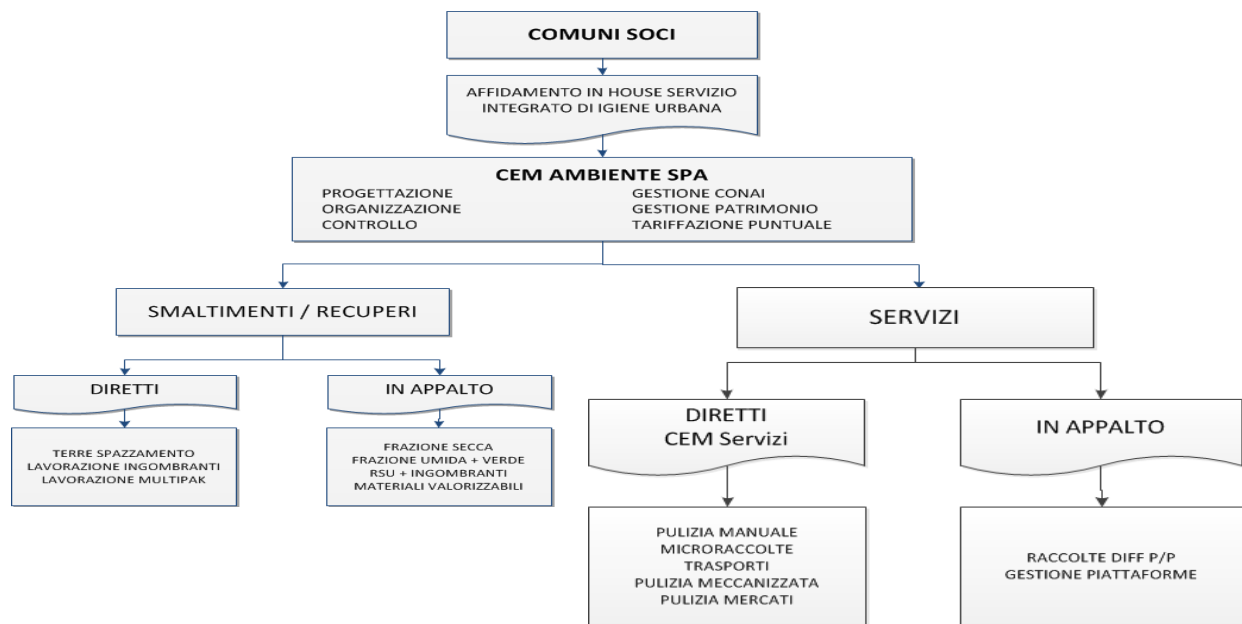 COMUNI SOCI
AFFIDAMENTO IN HOUSE SERVIZIO
INTEGRATO DI IGIENE URBANA
CEM AMBIENTE SPA
PROGETTAZIONE
ORGANIZZAZIONE
CONTROLLO
GESTIONE CONAI
GESTIONE PATRIMONIO
TARIFFAZIONE PUNTUALE
SMALTIMENTI / RECUPERI
DIRETTI
TERRE SPAZZAMENTO
LAVORAZIONE INGOMBRANTI
LAVORAZIONE MULTIPAK
IN APPALTO
FRAZIONE SECCA
FRAZIONE UMIDA + VERDE
RSU + INGOMBRANTI
MATERIALI VALORIZZABILI
SERVIZI
DIRETTI
CEM Servizi
PULIZIA MANUALE
MICRORACCOLTE
TRASPORTI
PULIZIA MECCANIZZATA
PULIZIA MERCATI
IN APPALTO
RACCOLTE DIFF P/P
GESTIONE PIATTAFORME